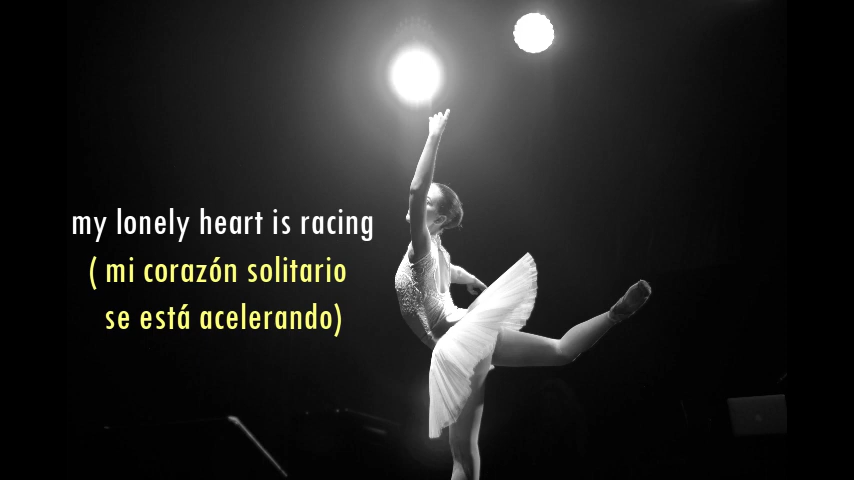 my lonely heart is racing
( mi corazón solitario
se está acelerando)